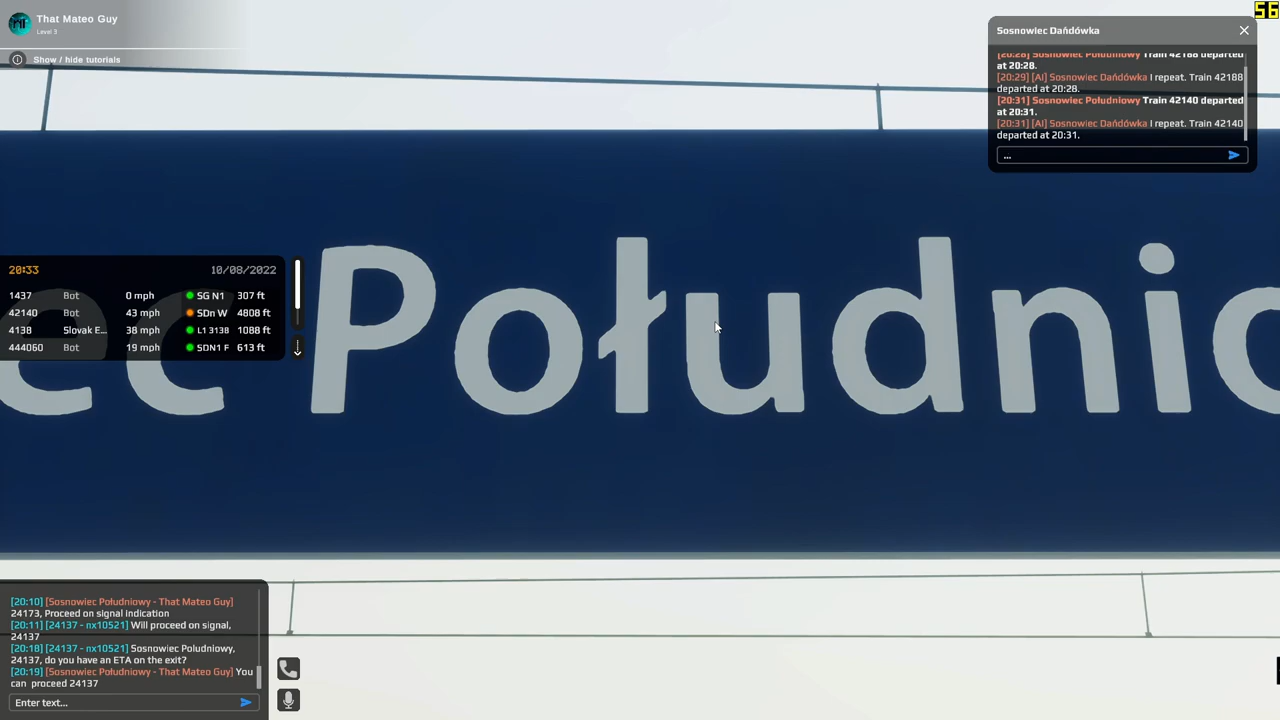 That Mateo Guy
Level 3
Show / hide tutorials
56
Sosnowiec Dańdówka
[20:28] Sosnowiec Południowy Train 42188 departed
at 20:28.
[20:29] [AI] Sosnowiec Dańdówka I repeat. Train 42188
departed at 20:28.
[20:31] Sosnowiec Południowy Train 42140 departed
at 20:31.
[20:31] [AI] Sosnowiec Dańdówka I repeat. Train 42140
departed at 20:31.
...
ec Południo
20:33 10/08/2022
1437 Bot 0 mph SG N1 307 ft
42140 Bot 43 mph SDn W 4808 ft
4138 Slovak E... 38 mph L1 3138 1088 ft
444060 Bot 19 mph SDN1 F 613 ft
[20:10] [Sosnowiec Południowy - That Mateo Guy]
24173, Proceed on signal indication
[20:11] [24137 - nx10521] Will proceed on signal,
24137
[20:18] [24137 - nx10521] Sosnowiec Poludniowy,
24137, do you have an ETA on the exit?
[20:19] [Sosnowiec Południowy - That Mateo Guy] You
can proceed 24137
Enter text...